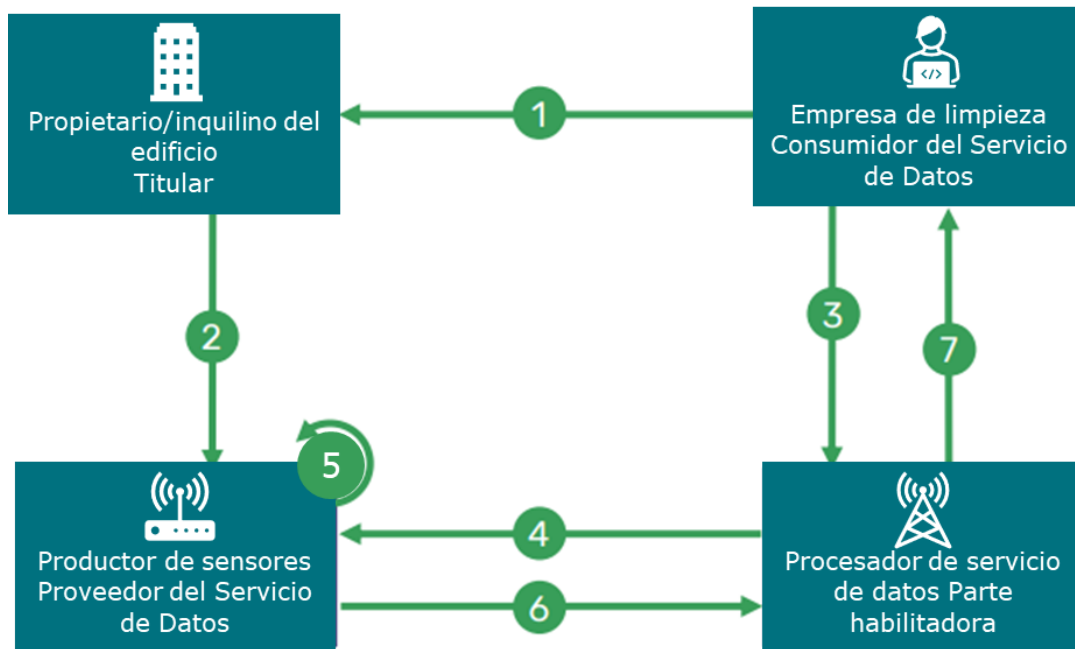 Propietario/inquilino del
edificio
Titular
1
</>
Empresa de limpieza
Consumidor del Servicio
de Datos
2
3
7
5
Productor de sensores
Proveedor del Servicio
de Datos
4
6
Procesador de servicio
de datos Parte
habilitadora